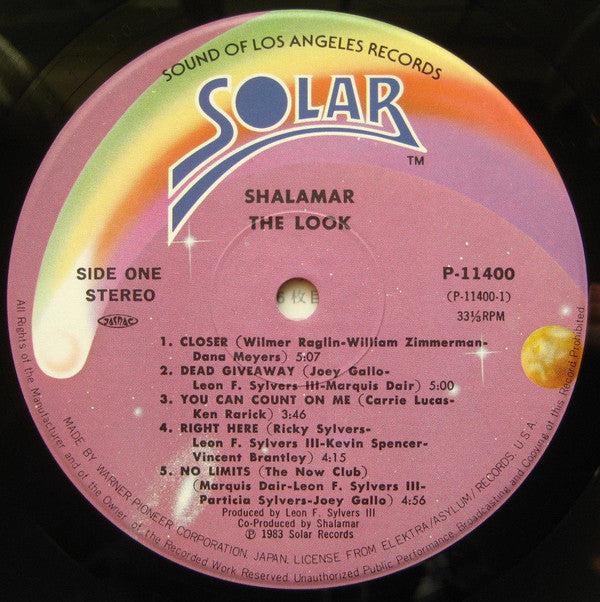 SOUND OF LOS ANGELES RECORDS
SOLAR
TM
SHALAMAR
THE LOOK
SIDE ONE
STEREO
P-11400
(P-11400-1)
33⅓RPM
JASRAC
枚目
1. CLOSER (Wilmer Raglin-William Zimmerman-
Dana Meyers) 5:07
2. DEAD GIVEAWAY (Joey Gallo-
Leon F. Sylvers III-Marquis Dair) 5:00
3. YOU CAN COUNT ON ME (Carrie Lucas-
Ken Rarick) 3:46
4. RIGHT HERE (Ricky Sylvers-
Leon F. Sylvers III-Kevin Spencer-
Vincent Brantley) 4:15
5. NO LIMITS (The Now Club)
(Marquis Dair-Leon F. Sylvers III-
Particia Sylvers-Joey Gallo) 4:56
Produced by Leon F. Sylvers III
Co-Produced by Shalamar
℗ 1983 Solar Records
MADE BY WARNER-PIONEER CORPORATION, JAPAN. LICENSE FROM ELEKTRA/ASYLUM/RECORDS, U.S.A.
All Rights of the Manufacturer and of the Owner of the Recorded Work Reserved. Unauthorized Public Performance, Broadcasting and Copying of this Record Prohibited.